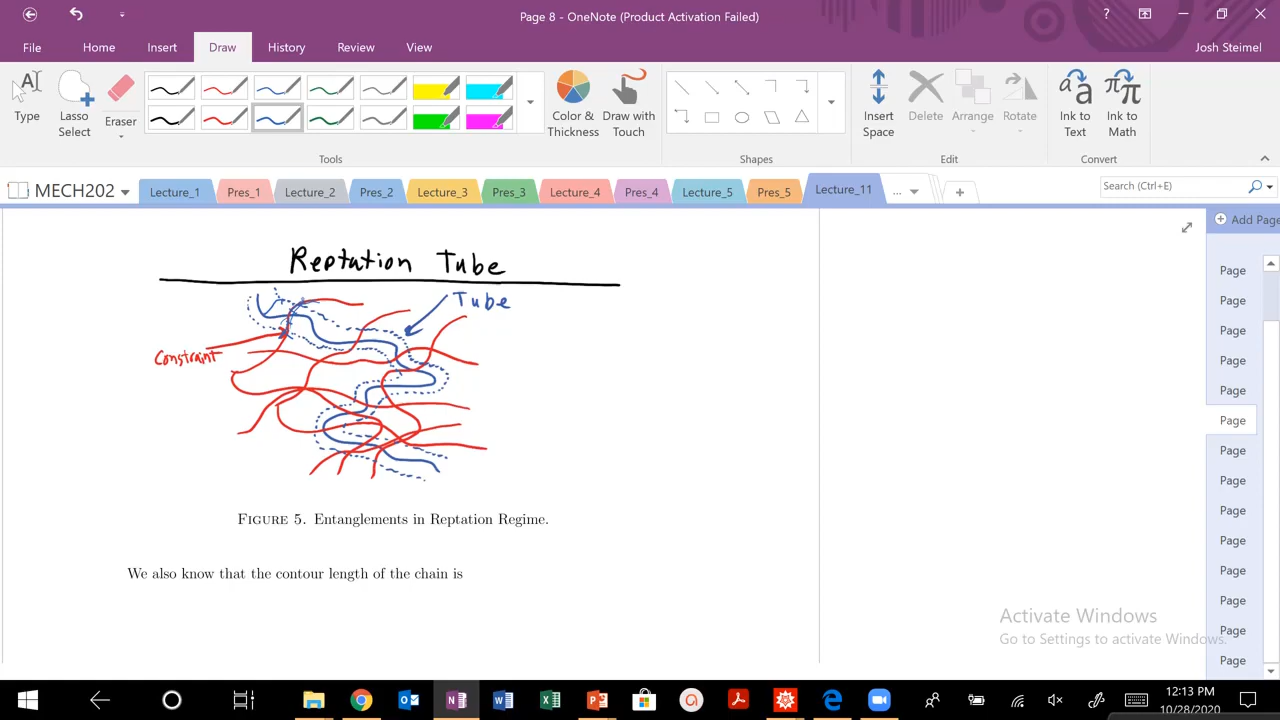 Page 8 - OneNote (Product Activation Failed)
?
File Home Insert Draw History Review View Josh Steimel
Type Lasso Select Eraser Color & Thickness Draw with Touch Insert Space Delete Arrange Rotate Ink to Text Ink to Math
Tools Shapes Edit Convert
MECH202 Lecture_1 Pres_1 Lecture_2 Pres_2 Lecture_3 Pres_3 Lecture_4 Pres_4 Lecture_5 Pres_5 Lecture_11 ... Search (Ctrl+E)
Add Page
Reptation Tube
Tube
Constraint
FIGURE 5. Entanglements in Reptation Regime.
We also know that the contour length of the chain is
Page
Page
Page
Page
Page
Page
Page
Page
Page
Page
Page
Page
Page
Page
Activate Windows
Go to Settings to activate Windows.
12:13 PM
10/28/2020